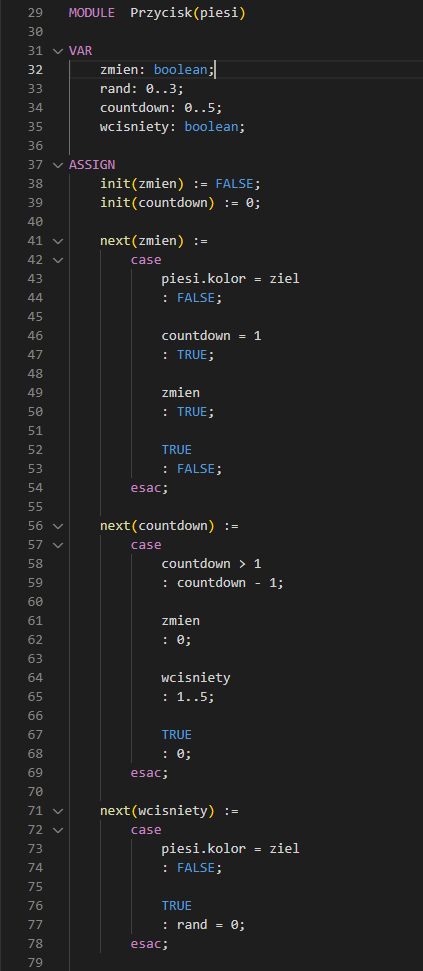 29 MODULE  Przycisk(piesi)
30
31 VAR
32     zmien: boolean;
33     rand: 0..3;
34     countdown: 0..5;
35     wcisniety: boolean;
36
37 ASSIGN
38     init(zmien) := FALSE;
39     init(countdown) := 0;
40
41     next(zmien) :=
42         case
43             piesi.kolor = ziel
44             : FALSE;
45
46             countdown = 1
47             : TRUE;
48
49             zmien
50             : TRUE;
51
52             TRUE
53             : FALSE;
54         esac;
55
56     next(countdown) :=
57         case
58             countdown > 1
59             : countdown - 1;
60
61             zmien
62             : 0;
63
64             wcisniety
65             : 1..5;
66
67             TRUE
68             : 0;
69         esac;
70
71     next(wcisniety) :=
72         case
73             piesi.kolor = ziel
74             : FALSE;
75
76             TRUE
77             : rand = 0;
78         esac;
79